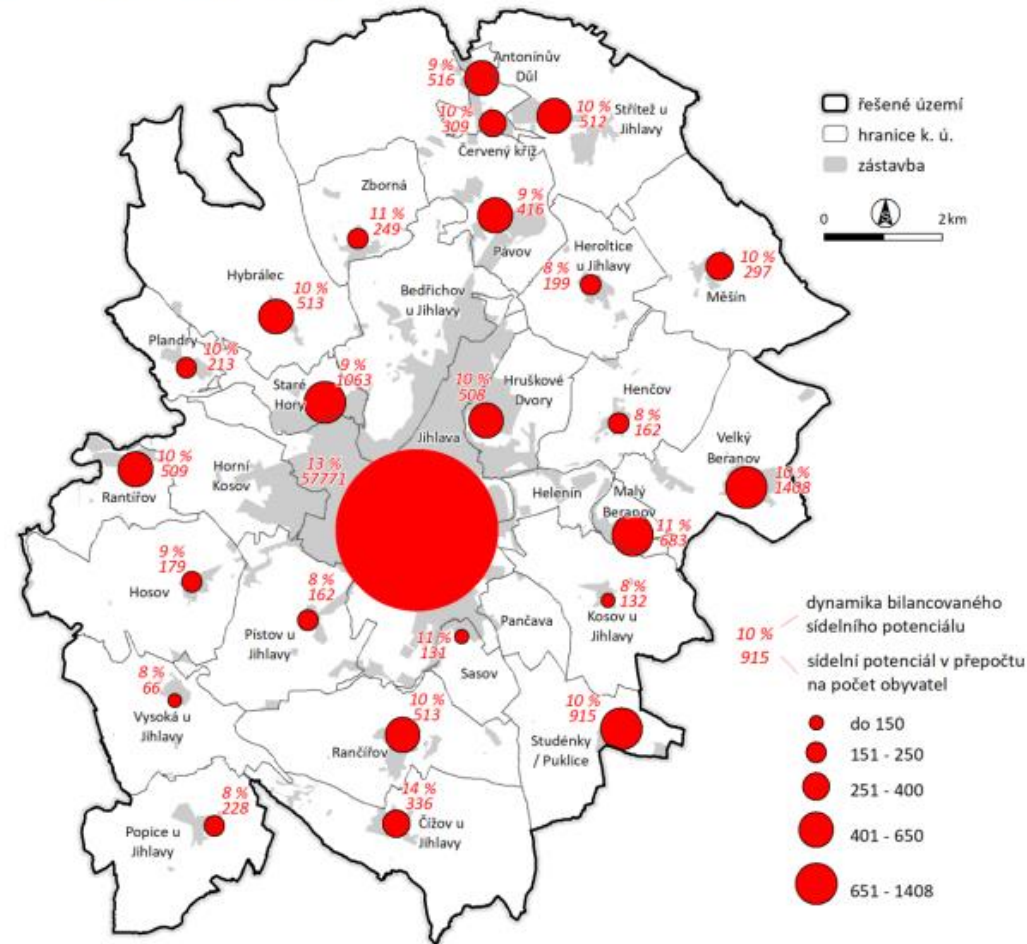 Antonínův
Důl
9 %
516
10 %
309
Červený kříž
10 %
512
Střítež u
Jihlavy
řešené území
hranice k. ú.
zástavba
0
2 km
Zborná
11 %
249
9 %
416
Pávov
Heroltice
u Jihlavy
8 %
199
10 %
297
Měšín
Hybrálec
10 %
513
Bedřichov
u Jihlavy
Plandry
10 %
213
9 %
1063
Staré
Hory
10 %
508
Hruškové
Dvory
Henčov
8 %
162
Velký
Beranov
10 %
1408
Jihlava
13 %
57771
Horní
Kosov
10 %
509
Rantířov
Helenín
Malý
Beranov
11 %
683
9 %
179
Hosov
8 %
162
Pístov u
Jihlavy
8 %
132
Kosov u
Jihlavy
Pančava
11 %
131
Sasov
8 %
66
Vysoká u
Jihlavy
10 %
513
Rančířov
10 %
915
Studénky
/ Puklice
14 %
336
Čížov u
Jihlavy
8 %
228
Popice u
Jihlavy
10 %
dynamika bilancovaného
sídelního potenciálu
915
sídelní potenciál v přepočtu
na počet obyvatel
do 150
151 - 250
251 - 400
401 - 650
651 - 1408